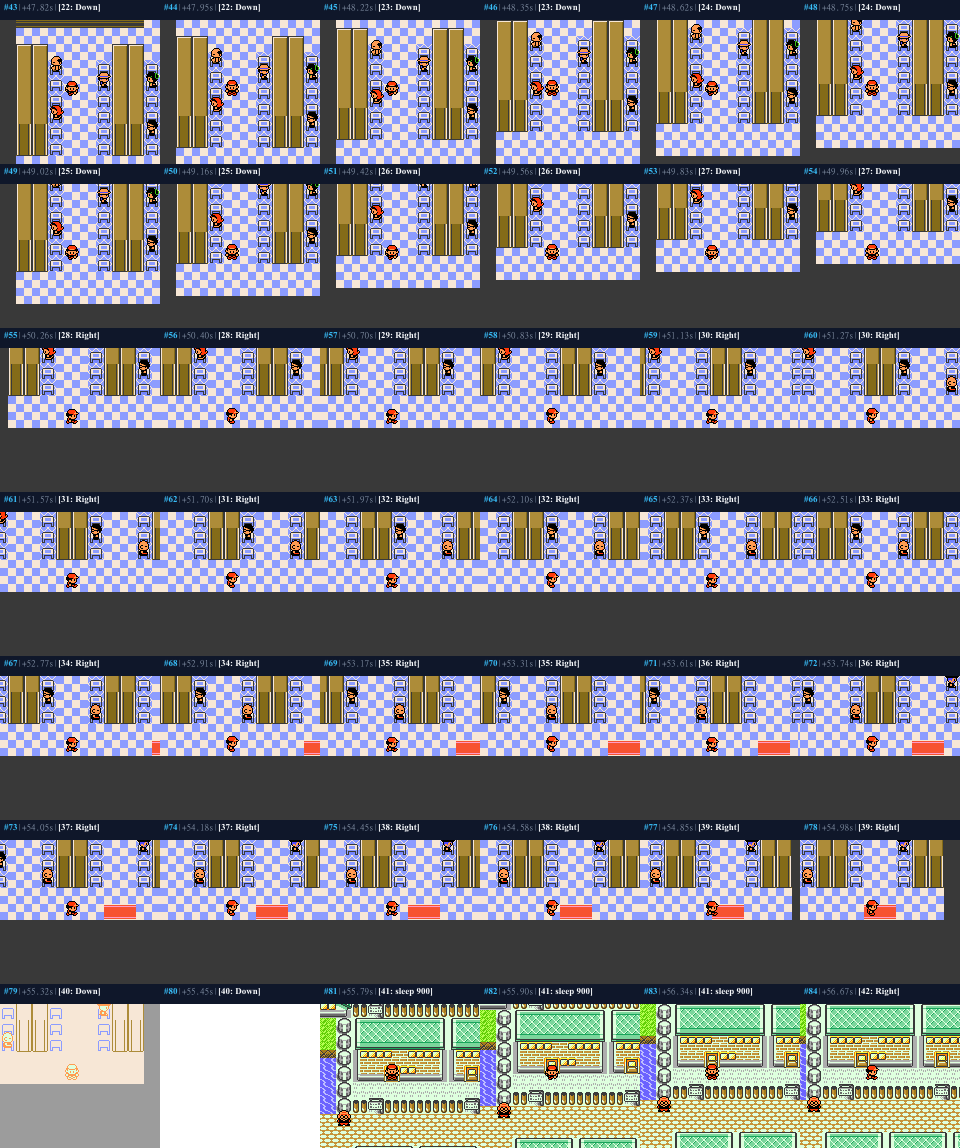 #43|+47.82s| [22: Down] #44|+47.95s| [22: Down] #45|+48.22s| [23: Down] #46|+48.35s| [23: Down] #47|+48.62s| [24: Down] #48|+48.75s| [24: Down]
#49|+49.02s| [25: Down] #50|+49.16s| [25: Down] #51|+49.42s| [26: Down] #52|+49.56s| [26: Down] #53|+49.83s| [27: Down] #54|+49.96s| [27: Down]
#55|+50.26s| [28: Right] #56|+50.40s| [28: Right] #57|+50.70s| [29: Right] #58|+50.83s| [29: Right] #59|+51.13s| [30: Right] #60|+51.27s| [30: Right]
#61|+51.57s| [31: Right] #62|+51.70s| [31: Right] #63|+51.97s| [32: Right] #64|+52.10s| [32: Right] #65|+52.37s| [33: Right] #66|+52.51s| [33: Right]
#67|+52.77s| [34: Right] #68|+52.91s| [34: Right] #69|+53.17s| [35: Right] #70|+53.31s| [35: Right] #71|+53.61s| [36: Right] #72|+53.74s| [36: Right]
#73|+54.05s| [37: Right] #74|+54.18s| [37: Right] #75|+54.45s| [38: Right] #76|+54.58s| [38: Right] #77|+54.85s| [39: Right] #78|+54.98s| [39: Right]
#79|+55.32s| [40: Down] #80|+55.45s| [40: Down] #81|+55.79s| [41: sleep 900] #82|+55.90s| [41: sleep 900] #83|+56.34s| [41: sleep 900] #84|+56.67s| [42: Right]